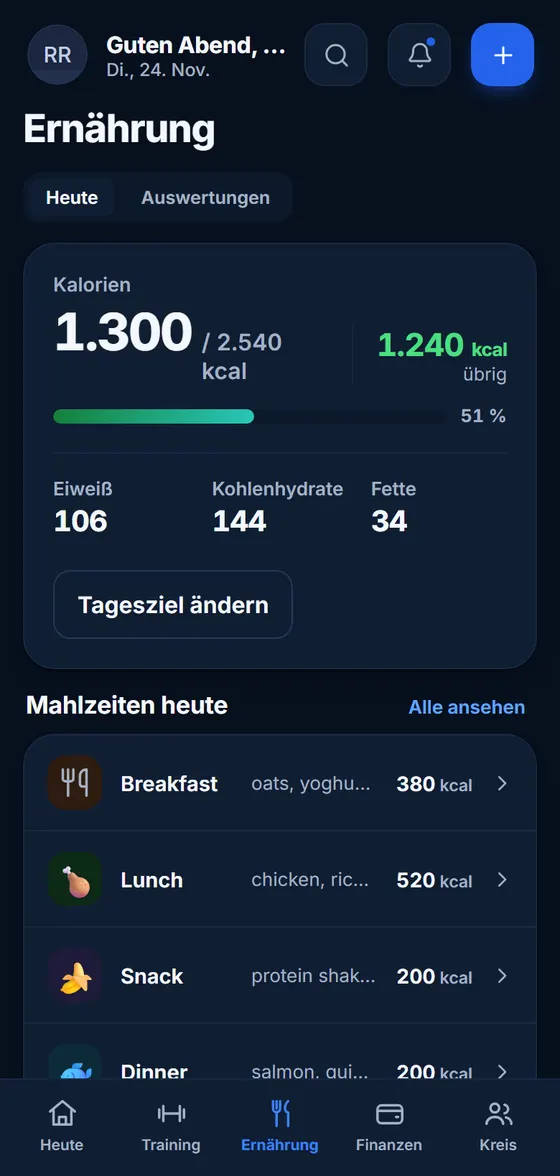 RR
Guten Abend, ...
Di., 24. Nov.
Ernährung
Heute
Auswertungen
Kalorien
1.300 / 2.540 kcal
1.240 kcal
übrig
51 %
Eiweiß
Kohlenhydrate
Fette
106
144
34
Tagesziel ändern
Mahlzeiten heute
Alle ansehen
Breakfast oats, yoghu... 380 kcal
Lunch chicken, ric... 520 kcal
Snack protein shak... 200 kcal
Dinner salmon, qui... 200 kcal
Heute
Training
Ernährung
Finanzen
Kreis